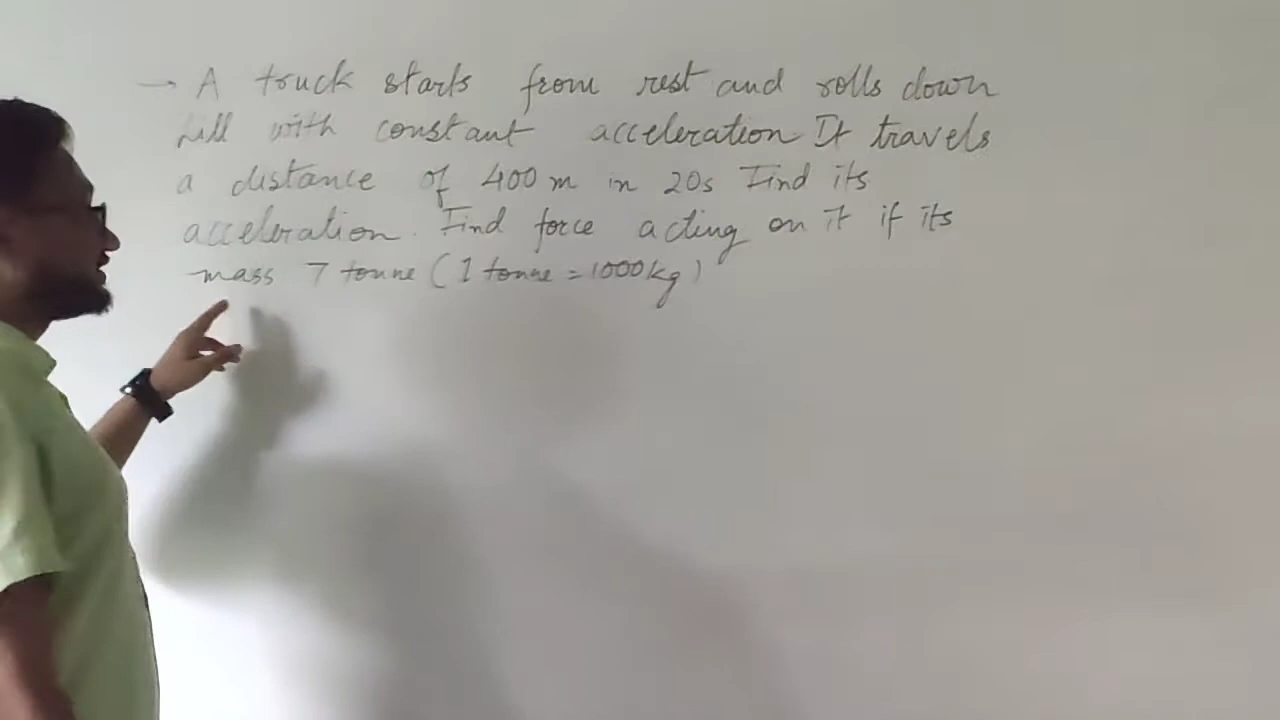 → A truck starts from rest and rolls down
hill with constant acceleration It travels
a distance of 400 m in 20s Find its
acceleration. Find force acting on it if its
mass 7 tonne (1 tonne = 1000kg)